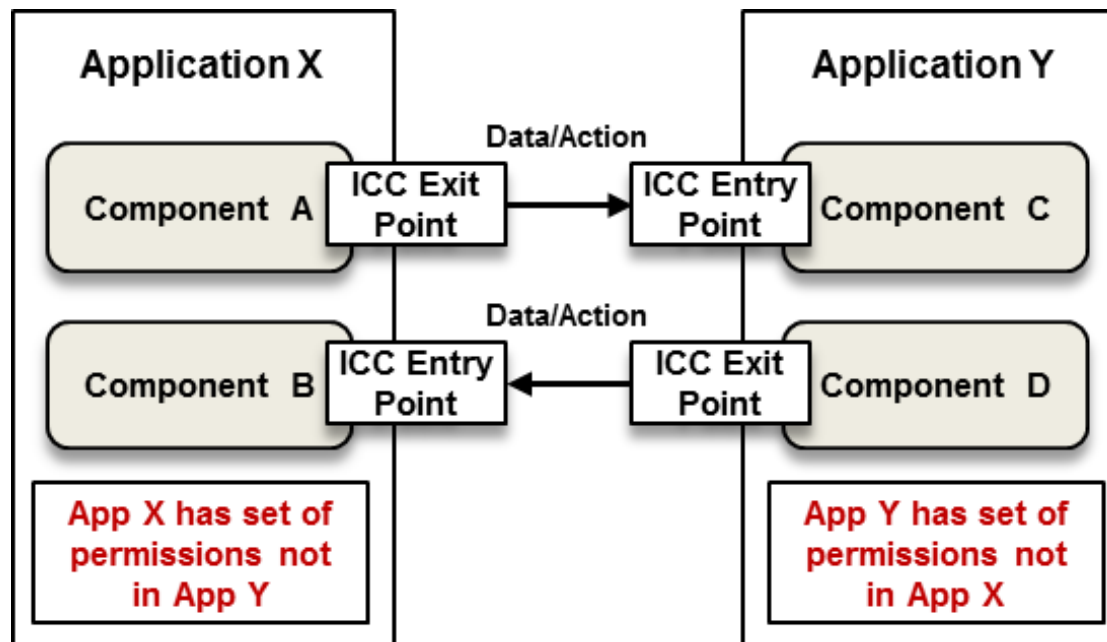 Application X
Component A
ICC Exit
Point
Component B
ICC Entry
Point
App X has set of
permissions not
in App Y
Data/Action
Data/Action
Application Y
ICC Entry
Point
Component C
ICC Exit
Point
Component D
App Y has set of
permissions not
in App X